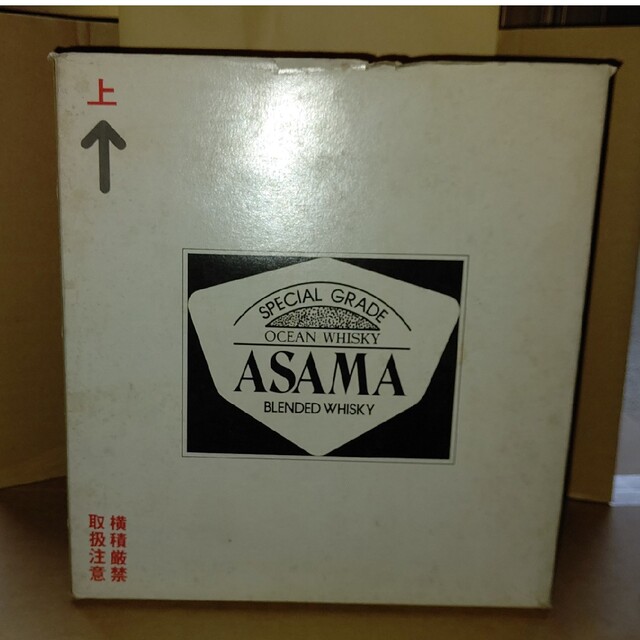 上
SPECIAL GRADE
OCEAN WHISKY
ASAMA
BLENDED WHISKY
横積厳禁
取扱注意